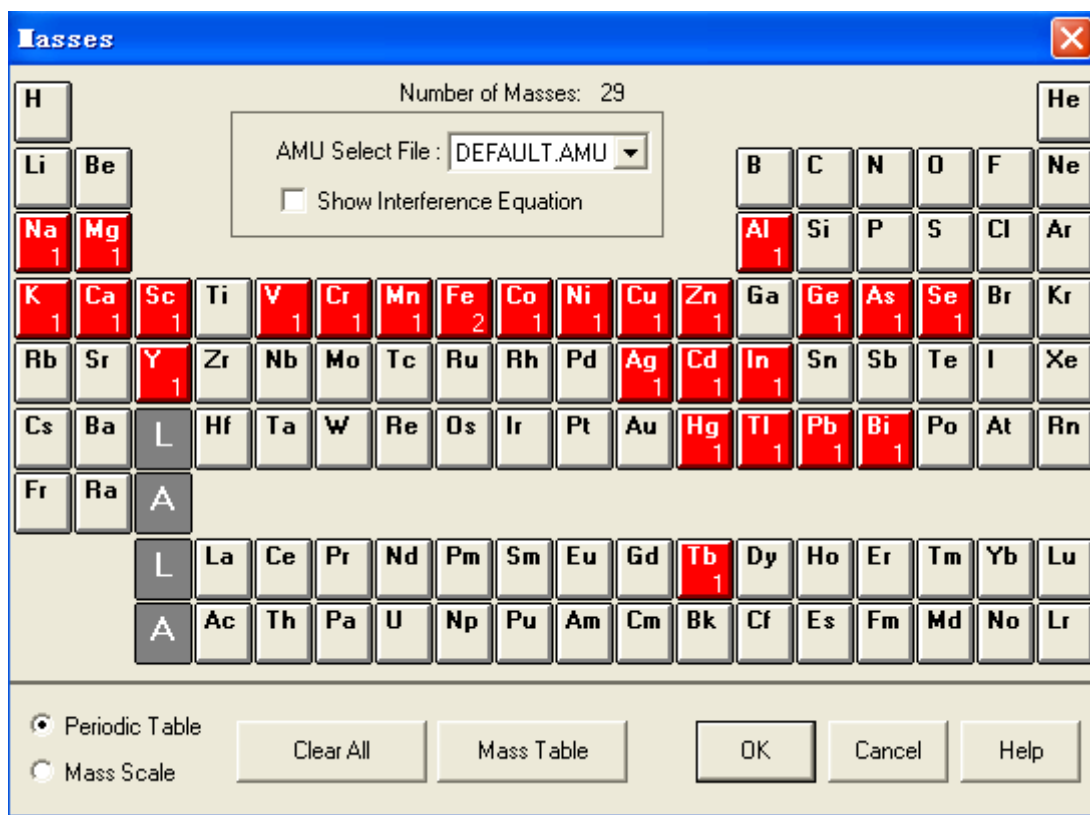 Masses
H Number of Masses: 29 He
Li Be AMU Select File : DEFAULT.AMU B C N O F Ne
Show Interference Equation
Na 1 Mg 1 Al 1 Si P S Cl Ar
K 1 Ca 1 Sc 1 Ti V 1 Cr 1 Mn 1 Fe 2 Co 1 Ni 1 Cu 1 Zn 1 Ga Ge 1 As 1 Se 1 Br Kr
Rb Sr Y 1 Zr Nb Mo Tc Ru Rh Pd Ag 1 Cd 1 In 1 Sn Sb Te I Xe
Cs Ba L Hf Ta W Re Os Ir Pt Au Hg 1 Tl 1 Pb 1 Bi 1 Po At Rn
Fr Ra A
L La Ce Pr Nd Pm Sm Eu Gd Tb 1 Dy Ho Er Tm Yb Lu
A Ac Th Pa U Np Pu Am Cm Bk Cf Es Fm Md No Lr
Periodic Table
Mass Scale
Clear All Mass Table OK Cancel Help